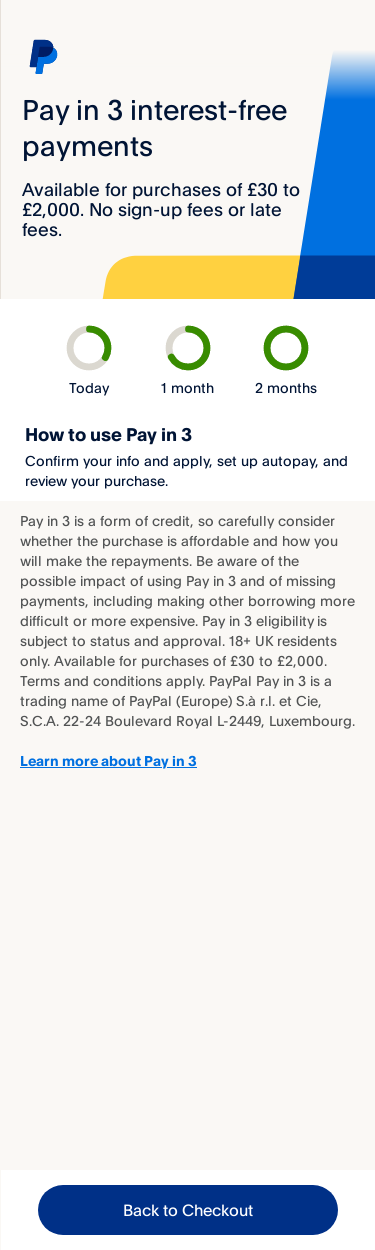 Pay in 3 interest-free
payments
Available for purchases of £30 to
£2,000. No sign-up fees or late
fees.
Today
1 month
2 months
How to use Pay in 3
Confirm your info and apply, set up autopay, and
review your purchase.
Pay in 3 is a form of credit, so carefully consider
whether the purchase is affordable and how you
will make the repayments. Be aware of the
possible impact of using Pay in 3 and of missing
payments, including making other borrowing more
difficult or more expensive. Pay in 3 eligibility is
subject to status and approval. 18+ UK residents
only. Available for purchases of £30 to £2,000.
Terms and conditions apply. PayPal Pay in 3 is a
trading name of PayPal (Europe) S.à r.l. et Cie,
S.C.A. 22-24 Boulevard Royal L-2449, Luxembourg.
Learn more about Pay in 3
Back to Checkout